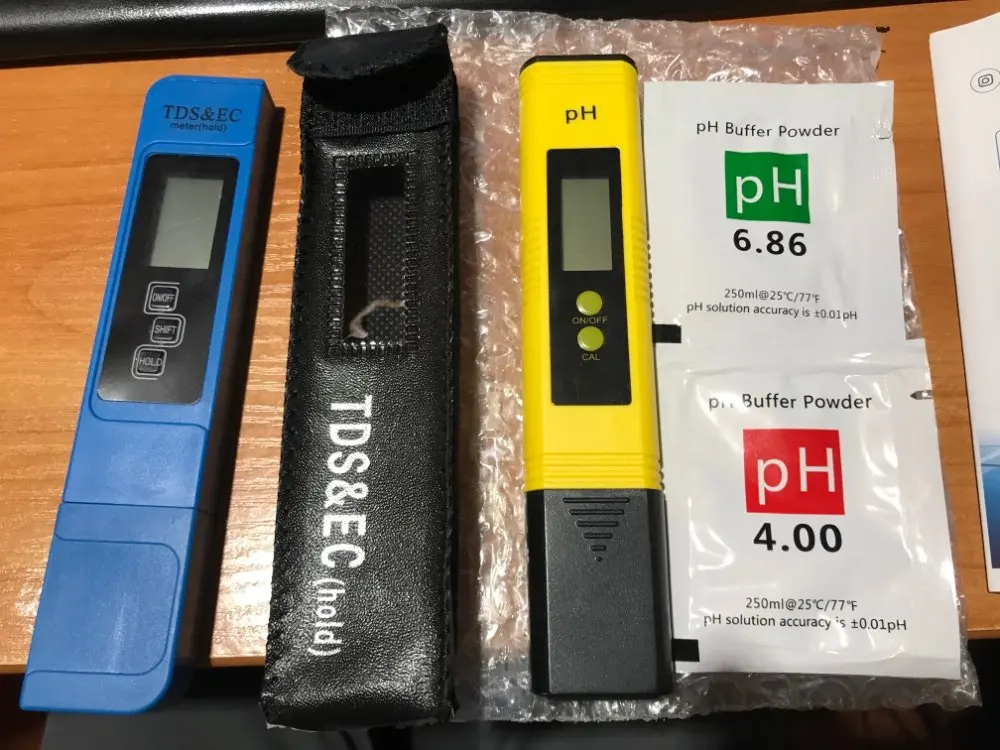 TDS&EC
meter(hold)
ON/OFF
SHIFT
HOLD
TDS&EC (hold)
pH
ON/OFF
CAL
pH Buffer Powder
pH
6.86
250ml@25℃/77℉
pH solution accuracy is ±0.01pH
pH Buffer Powder
pH
4.00
250ml@25℃/77℉
pH solution accuracy is ±0.01pH